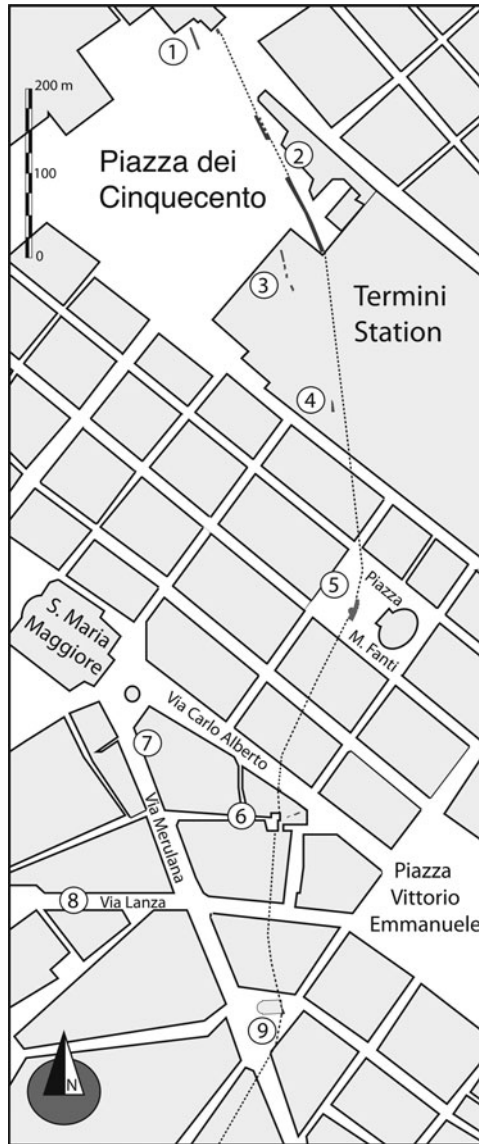 1
200 m
100
0
Piazza dei
Cinquecento
2
3
Termini
Station
4
5
Piazza
M. Fanti
S. Maria
Maggiore
Via Carlo Alberto
7
Via Merulana
6
Piazza
Vittorio
Emmanuele
8
Via Lanza
9
N